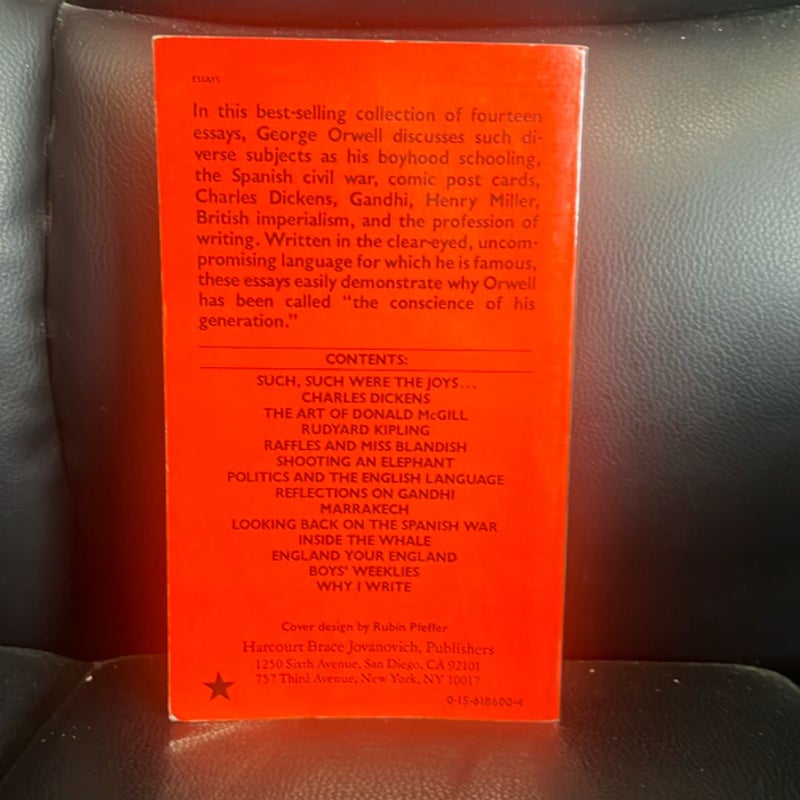 ESSAYS
In this best-selling collection of fourteen
essays, George Orwell discusses such di-
verse subjects as his boyhood schooling,
the Spanish civil war, comic post cards,
Charles Dickens, Gandhi, Henry Miller,
British imperialism, and the profession of
writing. Written in the clear-eyed, uncom-
promising language for which he is famous,
these essays easily demonstrate why Orwell
has been called “the conscience of his
generation.”
CONTENTS:
SUCH, SUCH WERE THE JOYS...
CHARLES DICKENS
THE ART OF DONALD McGILL
RUDYARD KIPLING
RAFFLES AND MISS BLANDISH
SHOOTING AN ELEPHANT
POLITICS AND THE ENGLISH LANGUAGE
REFLECTIONS ON GANDHI
MARRAKECH
LOOKING BACK ON THE SPANISH WAR
INSIDE THE WHALE
ENGLAND YOUR ENGLAND
BOYS' WEEKLIES
WHY I WRITE
Cover design by Rubin Pfeffer
Harcourt Brace Jovanovich, Publishers
1250 Sixth Avenue, San Diego, CA 92101
757 Third Avenue, New York, NY 10017
0-15-618600-4